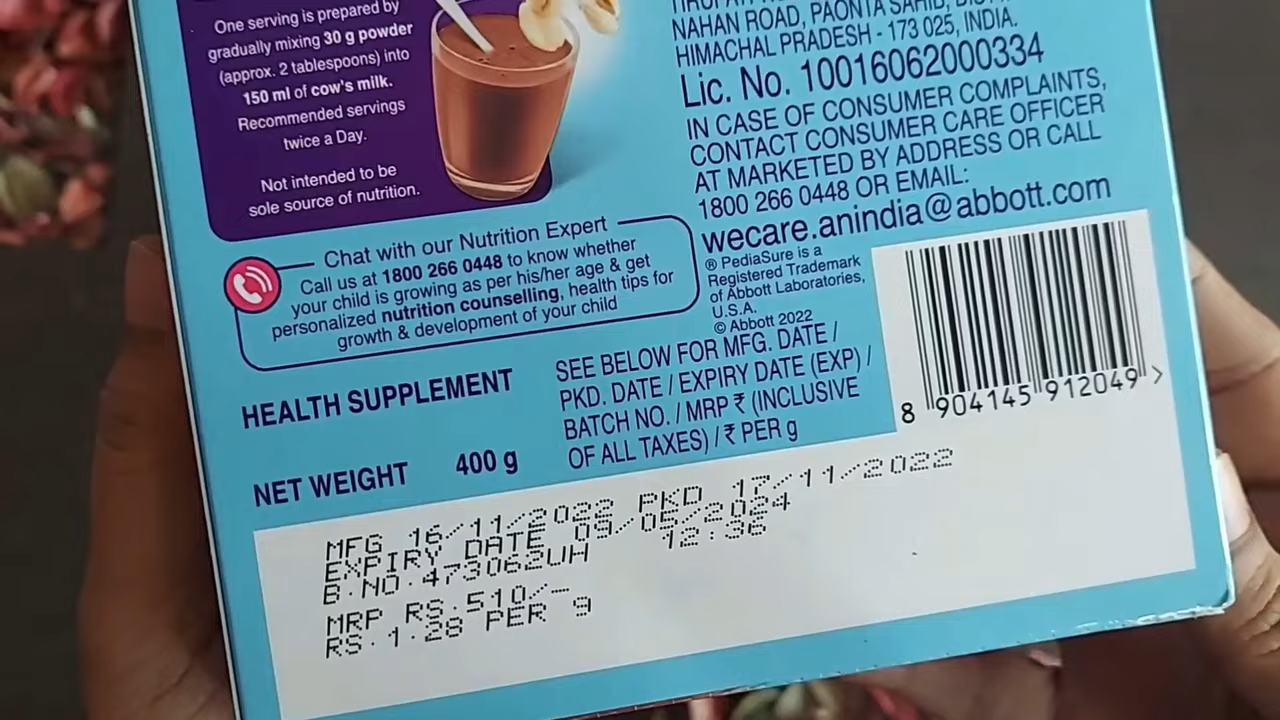 One serving is prepared by
gradually mixing 30 g powder
(approx. 2 tablespoons) into
150 ml of cow's milk.
Recommended servings
twice a Day.
Not intended to be
sole source of nutrition.
NAHAN ROAD, PAONTA SAHIB,
HIMACHAL PRADESH - 173 025, INDIA.
Lic. No. 10016062000334
IN CASE OF CONSUMER COMPLAINTS,
CONTACT CONSUMER CARE OFFICER
AT MARKETED BY ADDRESS OR CALL
1800 266 0448 OR EMAIL:
wecare.anindia@abbott.com
® PediaSure is a
Registered Trademark
of Abbott Laboratories,
U.S.A.
© Abbott 2022
Chat with our Nutrition Expert
Call us at 1800 266 0448 to know whether
your child is growing as per his/her age & get
personalized nutrition counselling, health tips for
growth & development of your child
HEALTH SUPPLEMENT
NET WEIGHT 400 g
SEE BELOW FOR MFG. DATE /
PKD. DATE / EXPIRY DATE (EXP) /
BATCH NO. / MRP ₹ (INCLUSIVE
OF ALL TAXES) / ₹ PER g
8 904145 912049 >
MFG 16/11/2022 PKD 17/11/2022
EXPIRY DATE 09/05/2024
B.NO.473062UH 12:36
MRP RS.510/-
RS.1.28 PER g